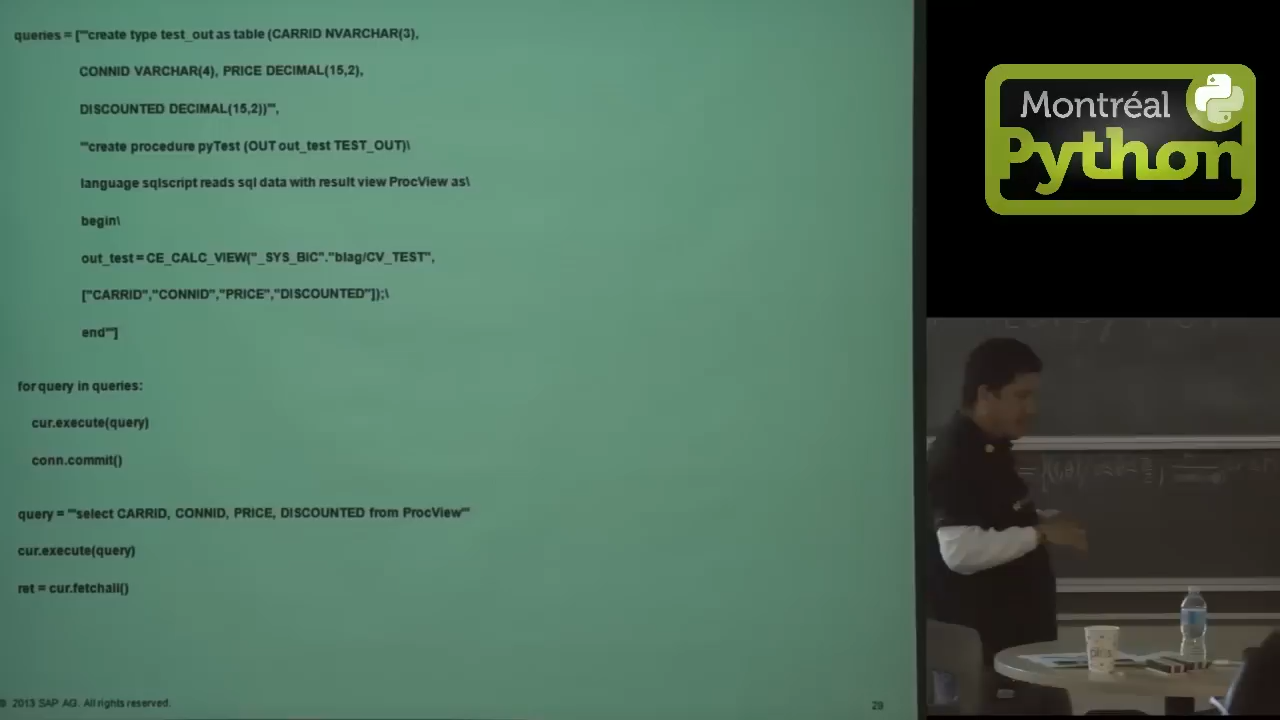 queries = ['''create type test_out as table (CARRID NVARCHAR(3),
CONNID VARCHAR(4), PRICE DECIMAL(15,2),
DISCOUNTED DECIMAL(15,2))''',
'''create procedure pyTest (OUT out_test TEST_OUT)\
language sqlscript reads sql data with result view ProcView as\
begin\
out_test = CE_CALC_VIEW("_SYS_BIC"."blag/CV_TEST",
["CARRID","CONNID","PRICE","DISCOUNTED"]);\
end''']
for query in queries:
cur.execute(query)
conn.commit()
query = '''select CARRID, CONNID, PRICE, DISCOUNTED from ProcView'''
cur.execute(query)
ret = cur.fetchall()
© 2013 SAP AG. All rights reserved.
29
Montréal
Python